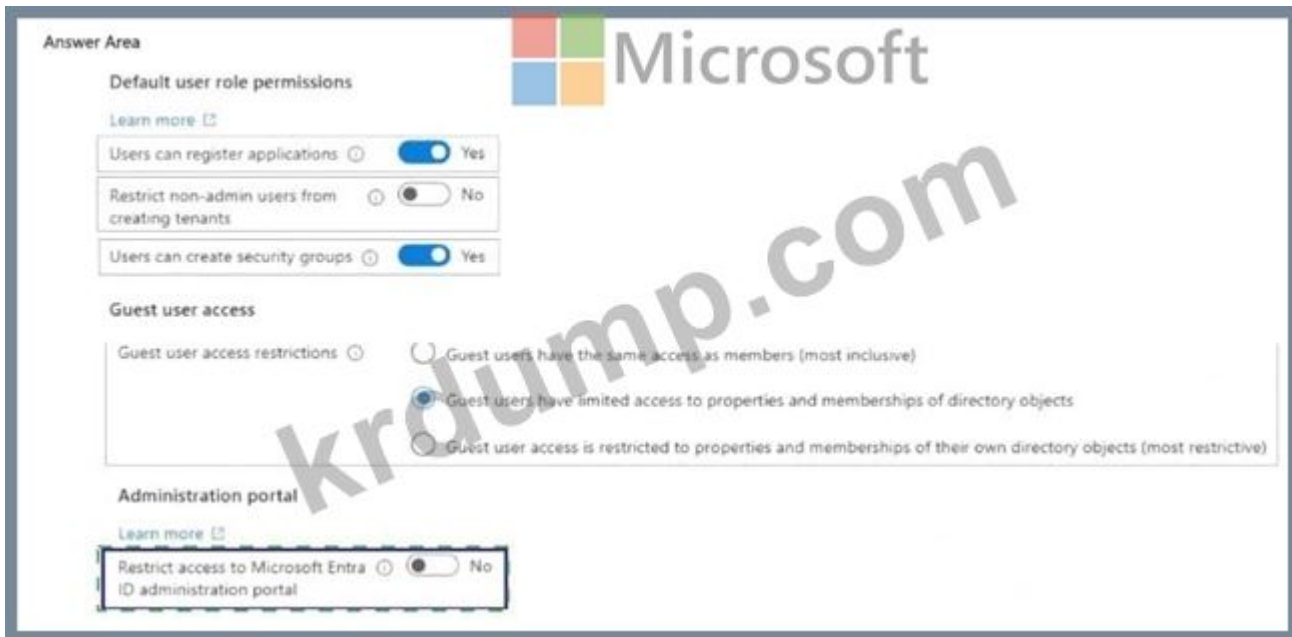 Microsoft
Answer Area
Default user role permissions
Learn more
Users can register applications Yes
Restrict non-admin users from No
creating tenants
Users can create security groups Yes
Guest user access
Guest user access restrictions Guest users have the same access as members (most inclusive)
Guest users have limited access to properties and memberships of directory objects
Guest user access is restricted to properties and memberships of their own directory objects (most restrictive)
Administration portal
Learn more
Restrict access to Microsoft Entra No
ID administration portal
krdump.com